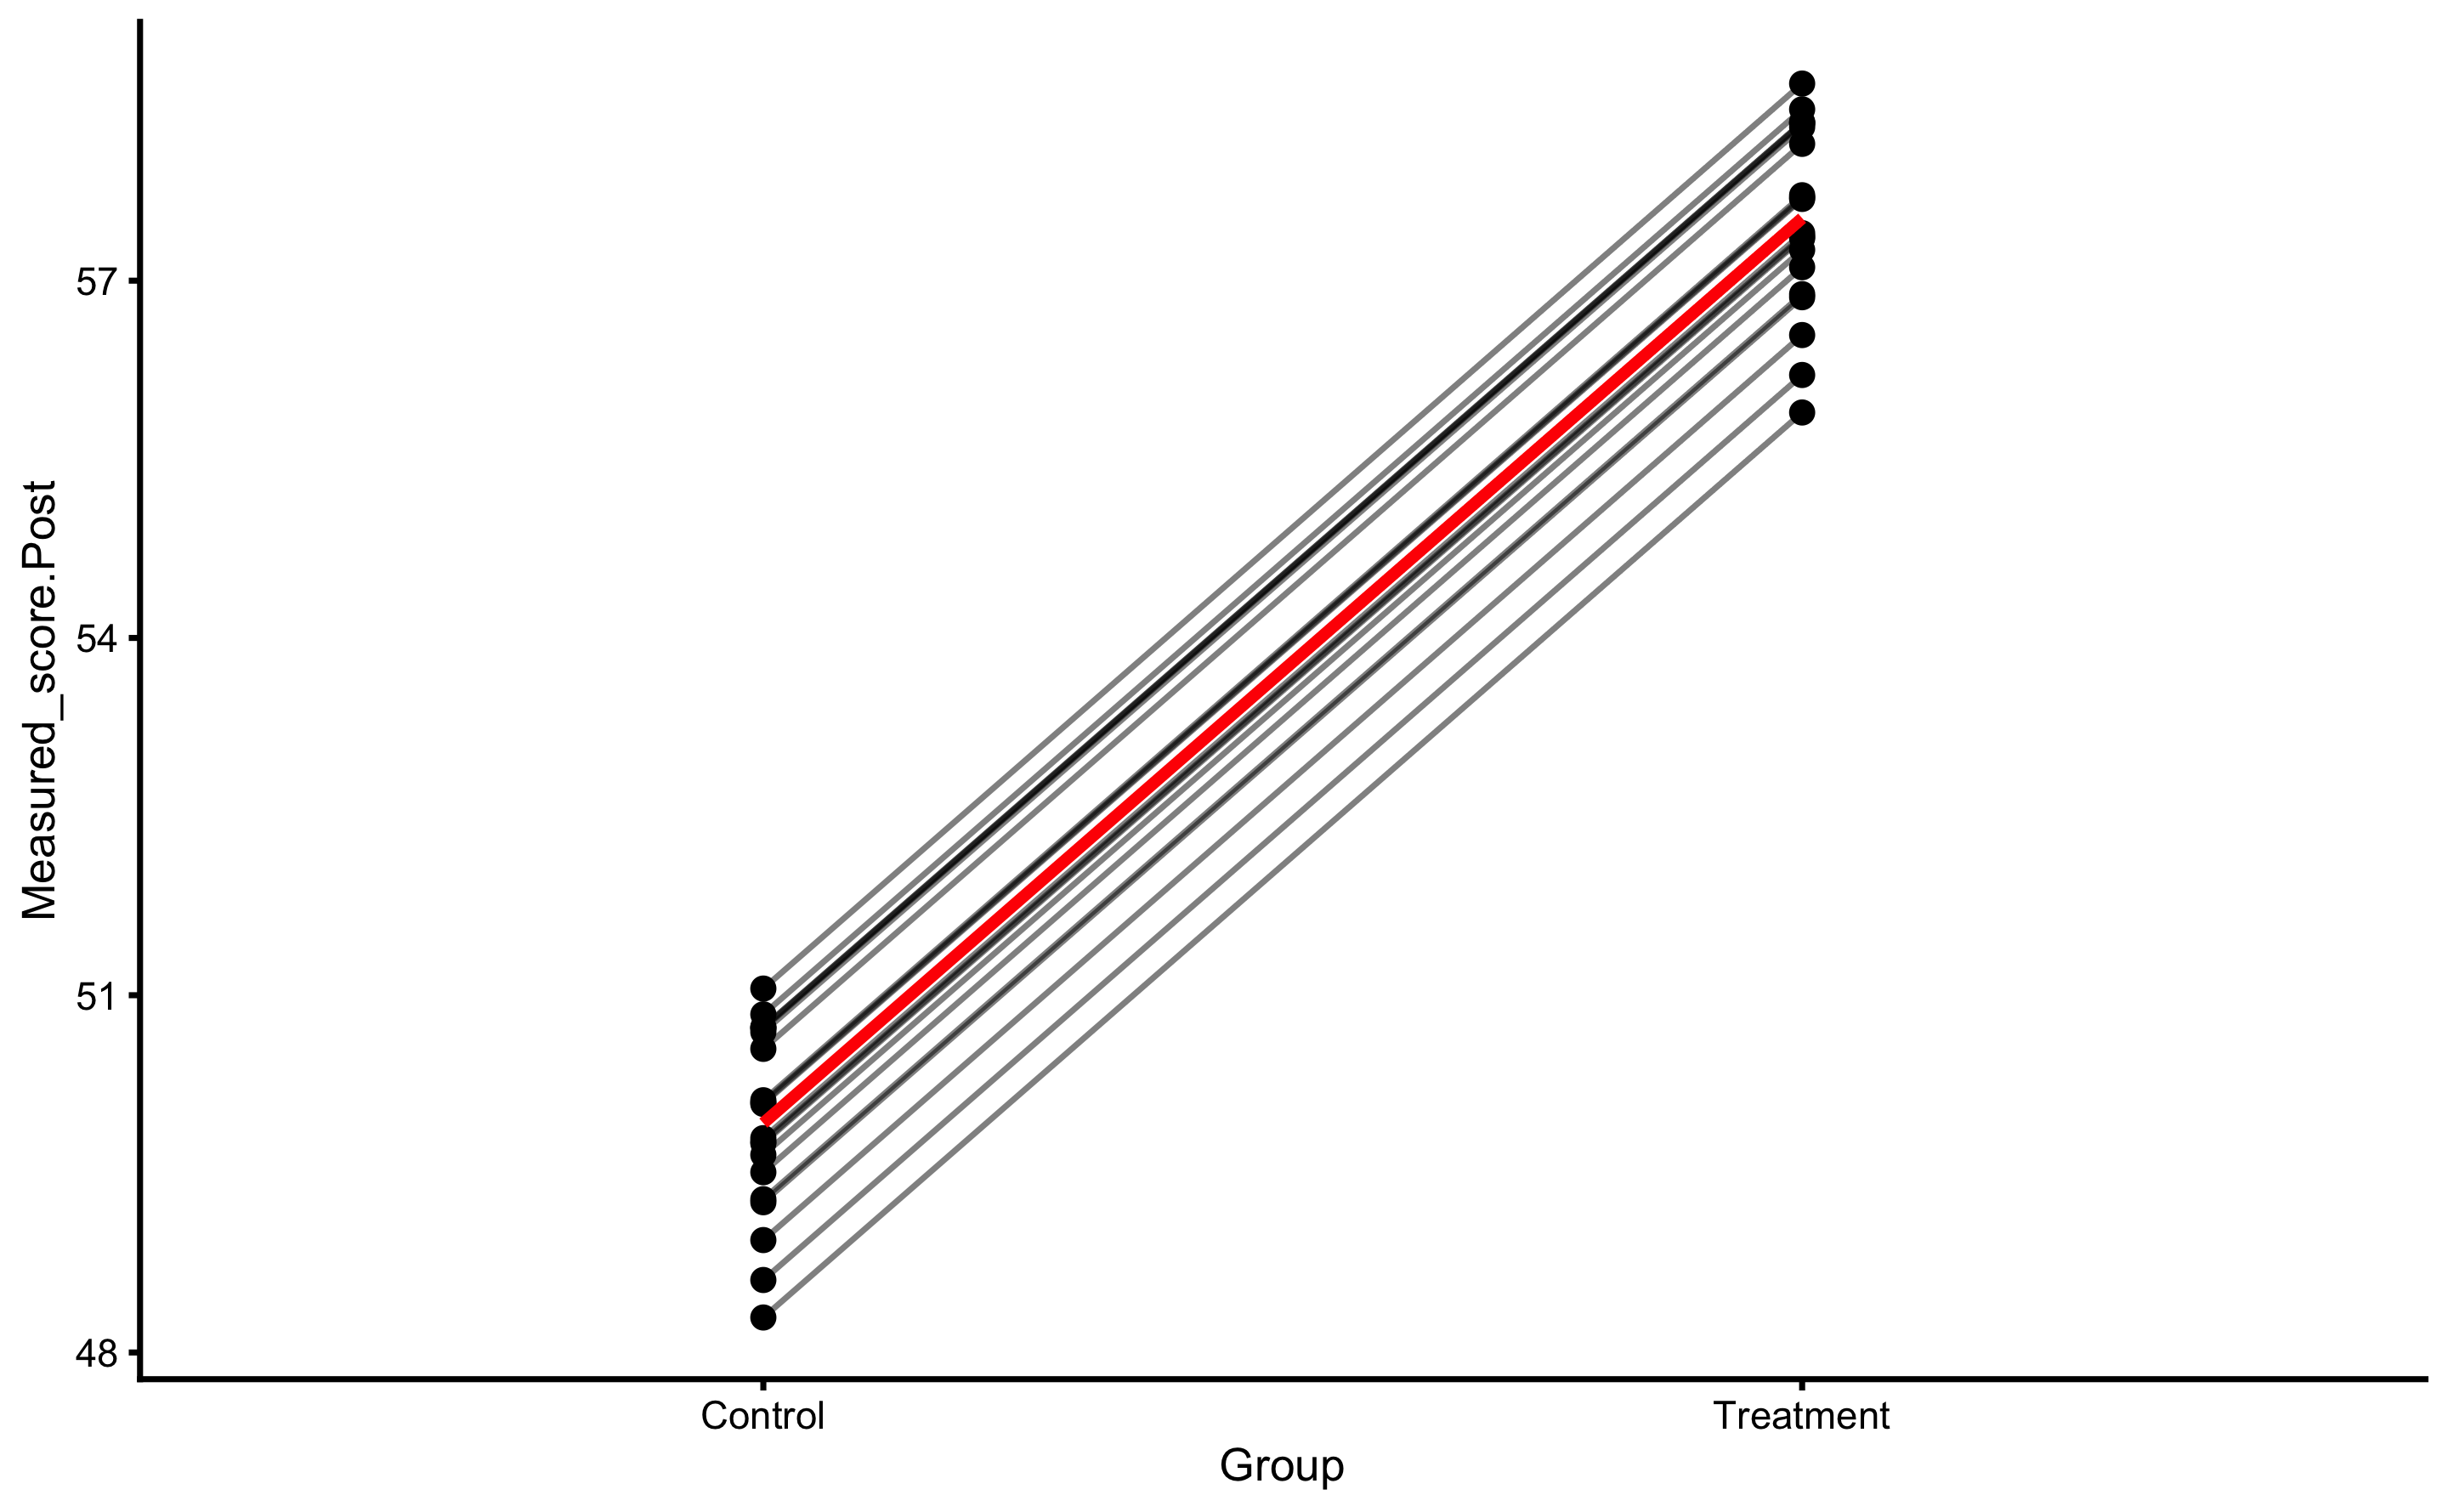 Measured_score.Post
57
54
51
48
Control
Treatment
Group